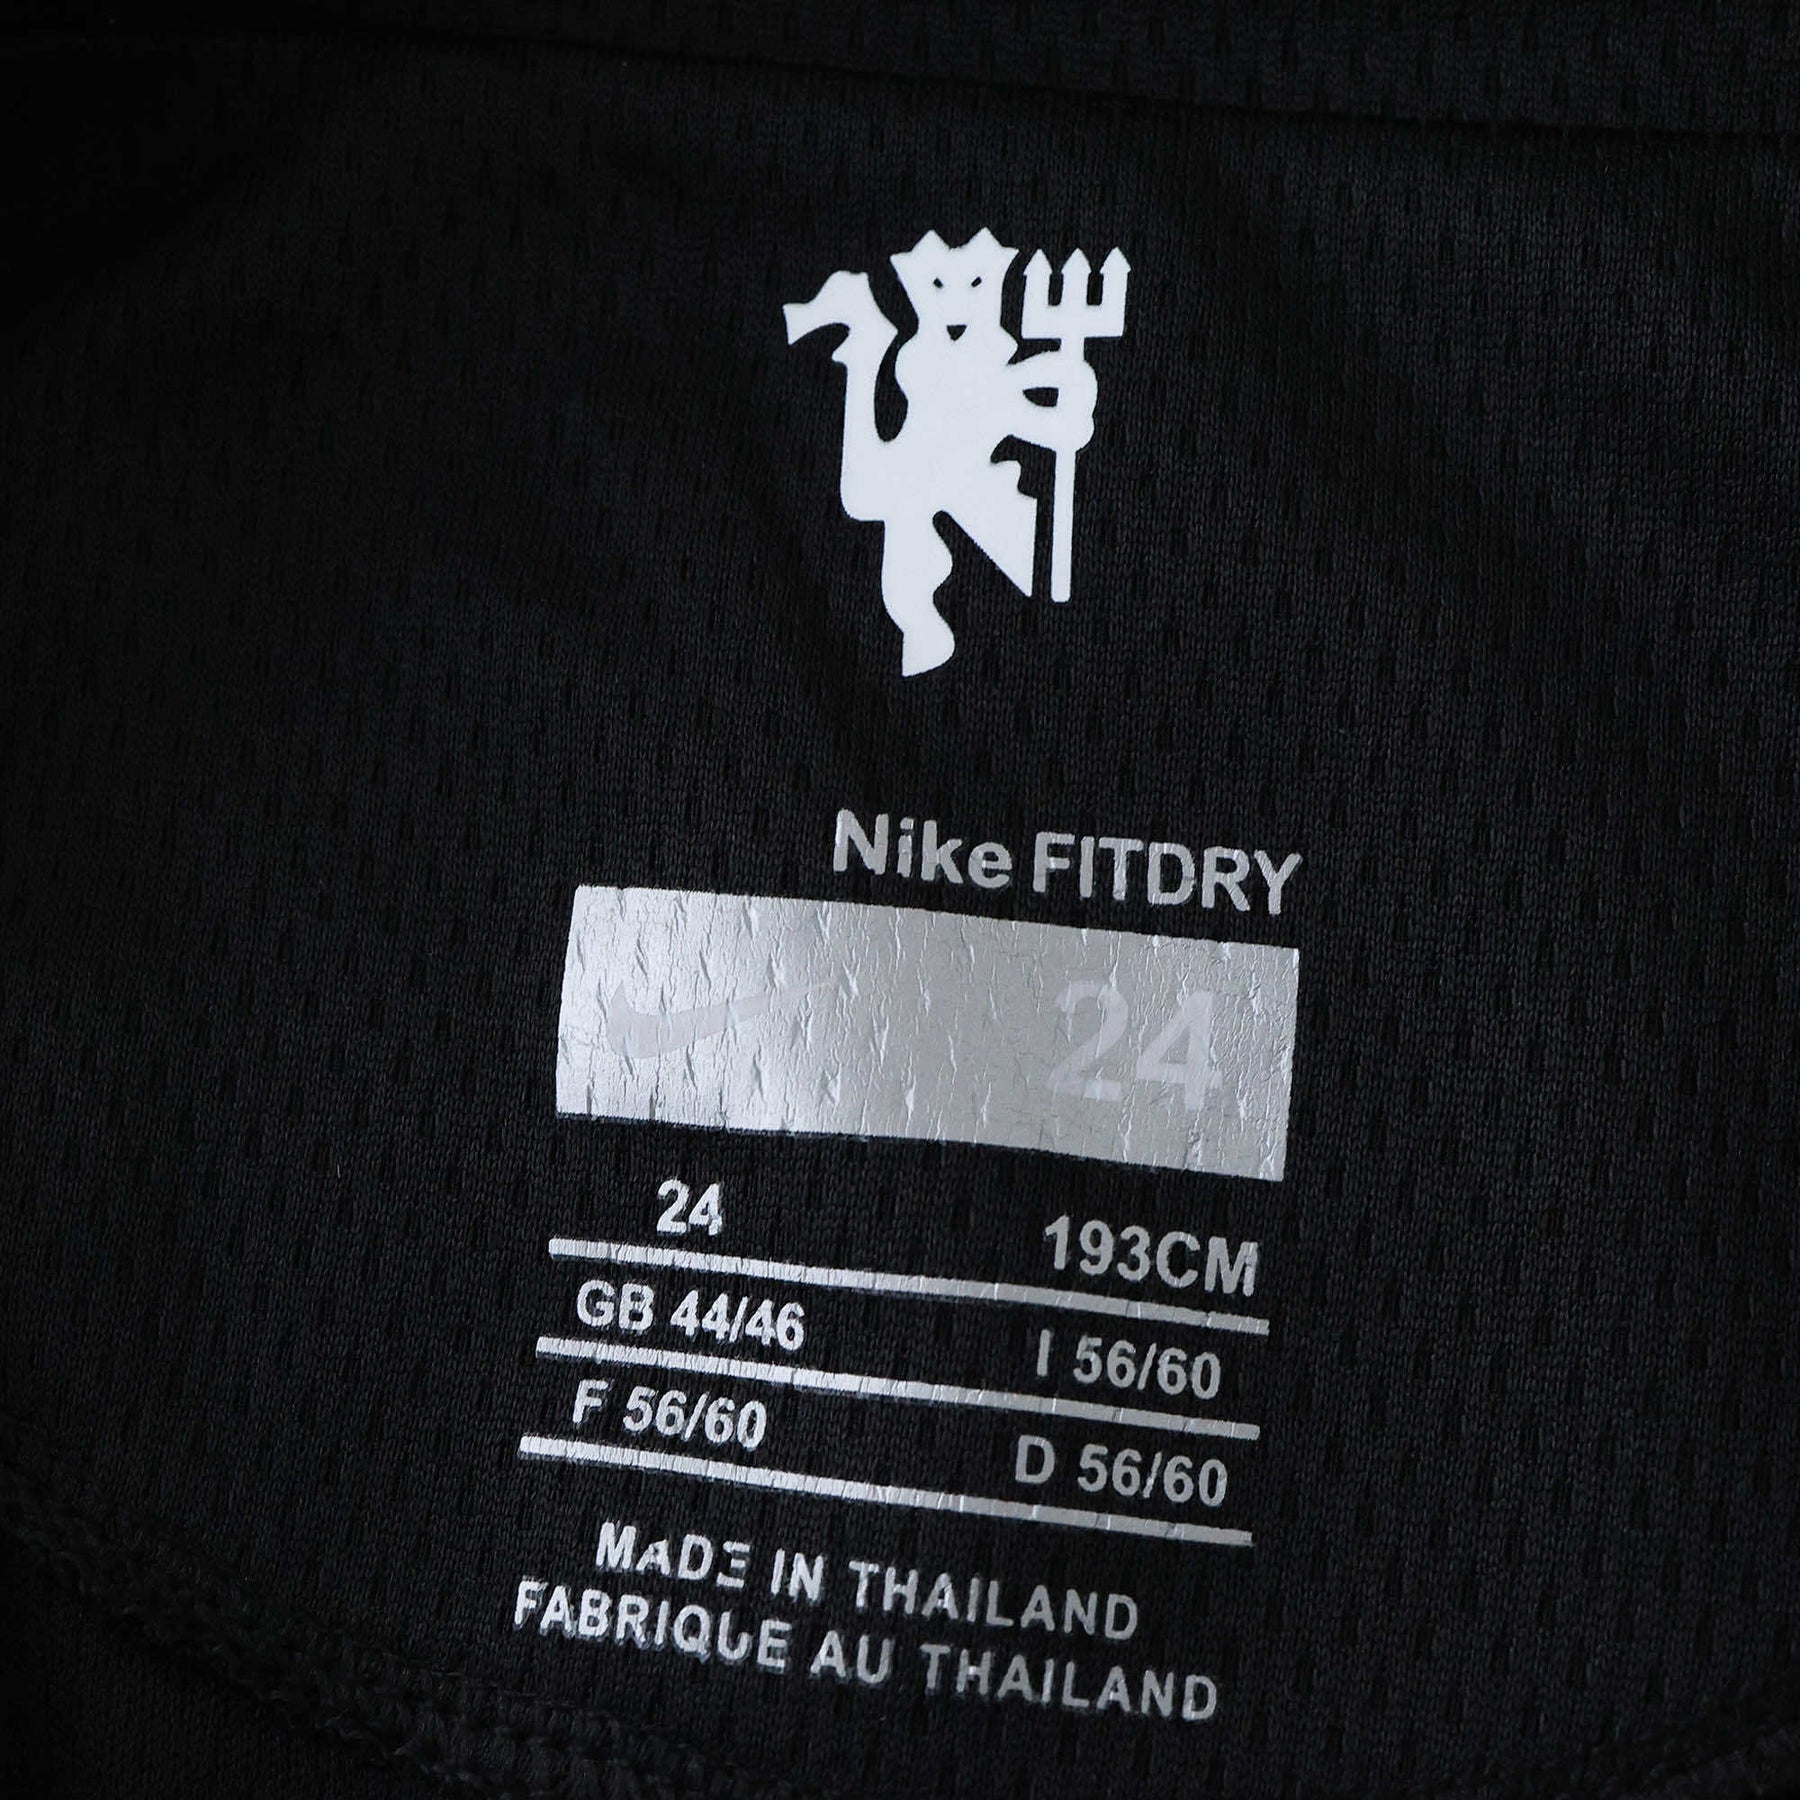 Nike FITDRY
24
24 193CM
GB 44/46 I 56/60
F 56/60 D 56/60
MADE IN THAILAND
FABRIQUE AU THAILAND